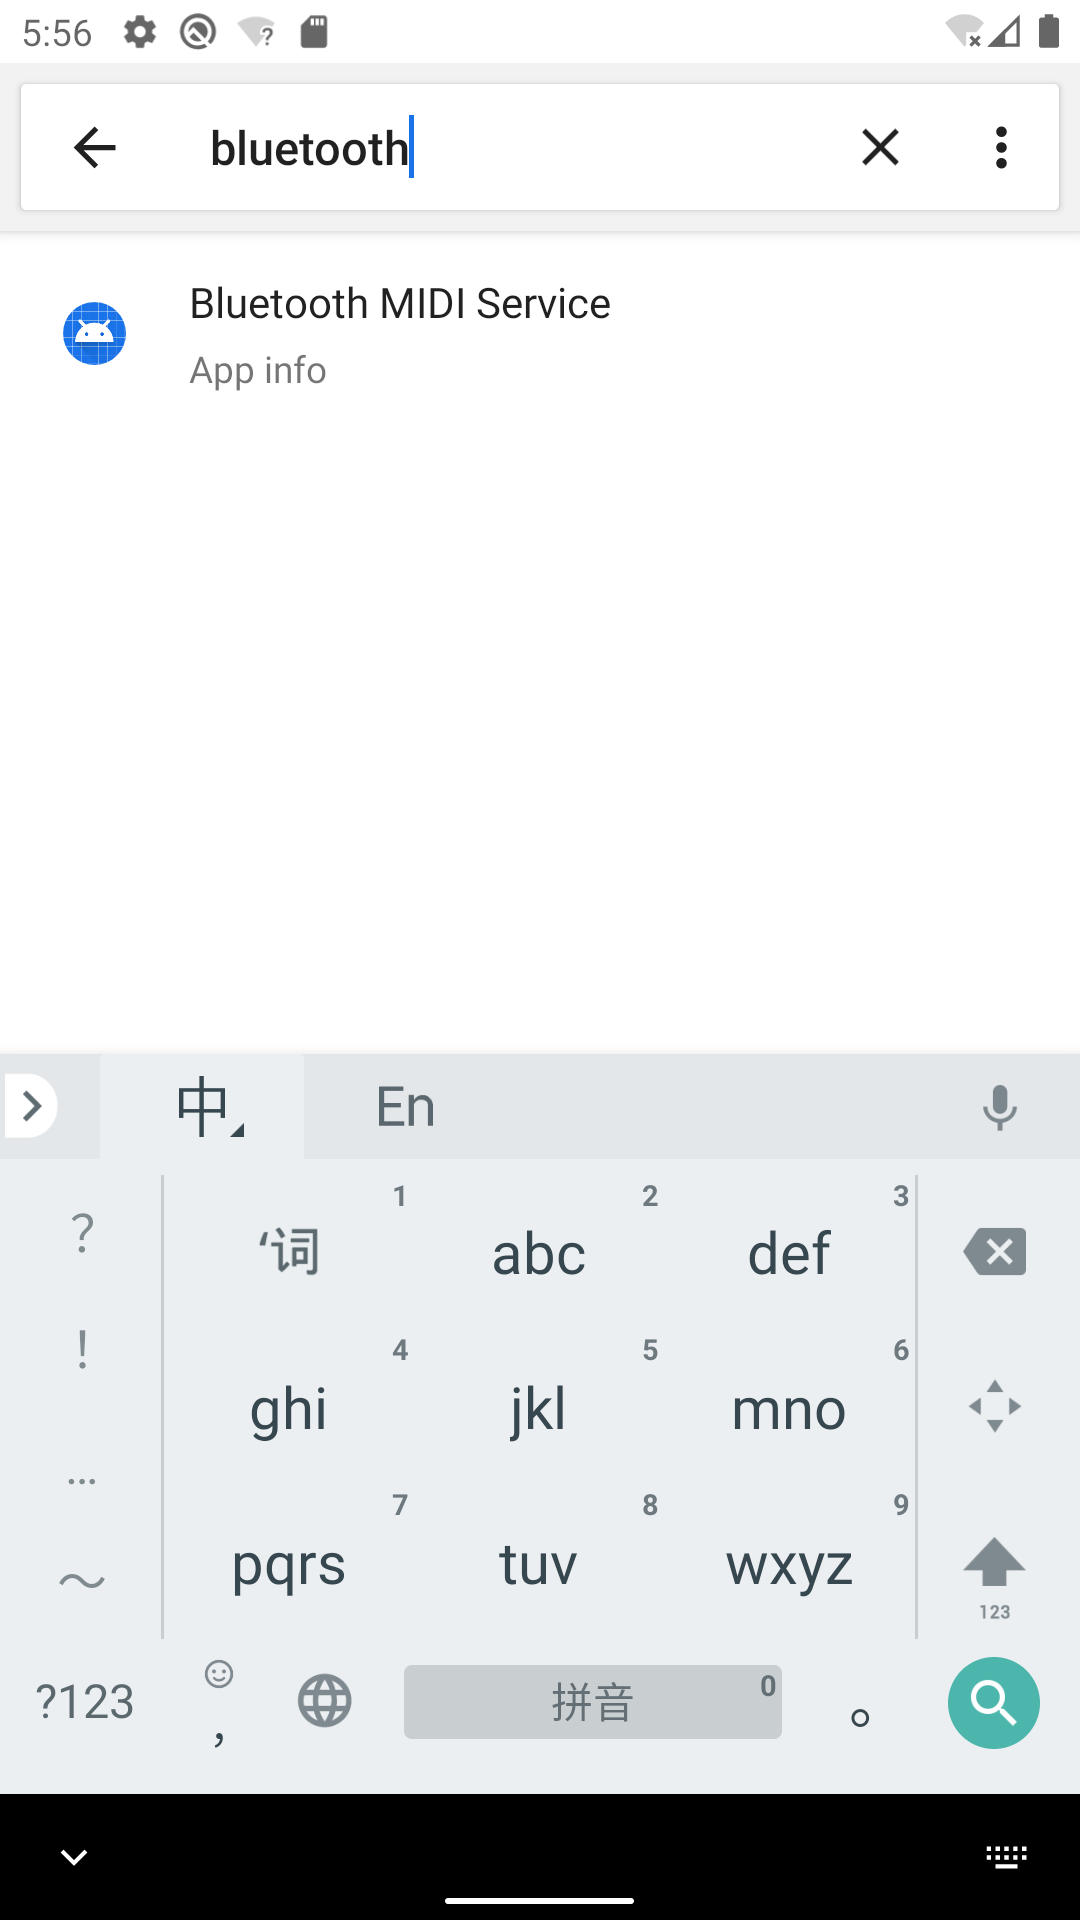 5:56
bluetooth
Bluetooth MIDI Service
App info
中 En
? ! … ～
1 2 3
‘词 abc def
4 5 6
ghi jkl mno
7 8 9
pqrs tuv wxyz
123
?123 , 拼音 0 。